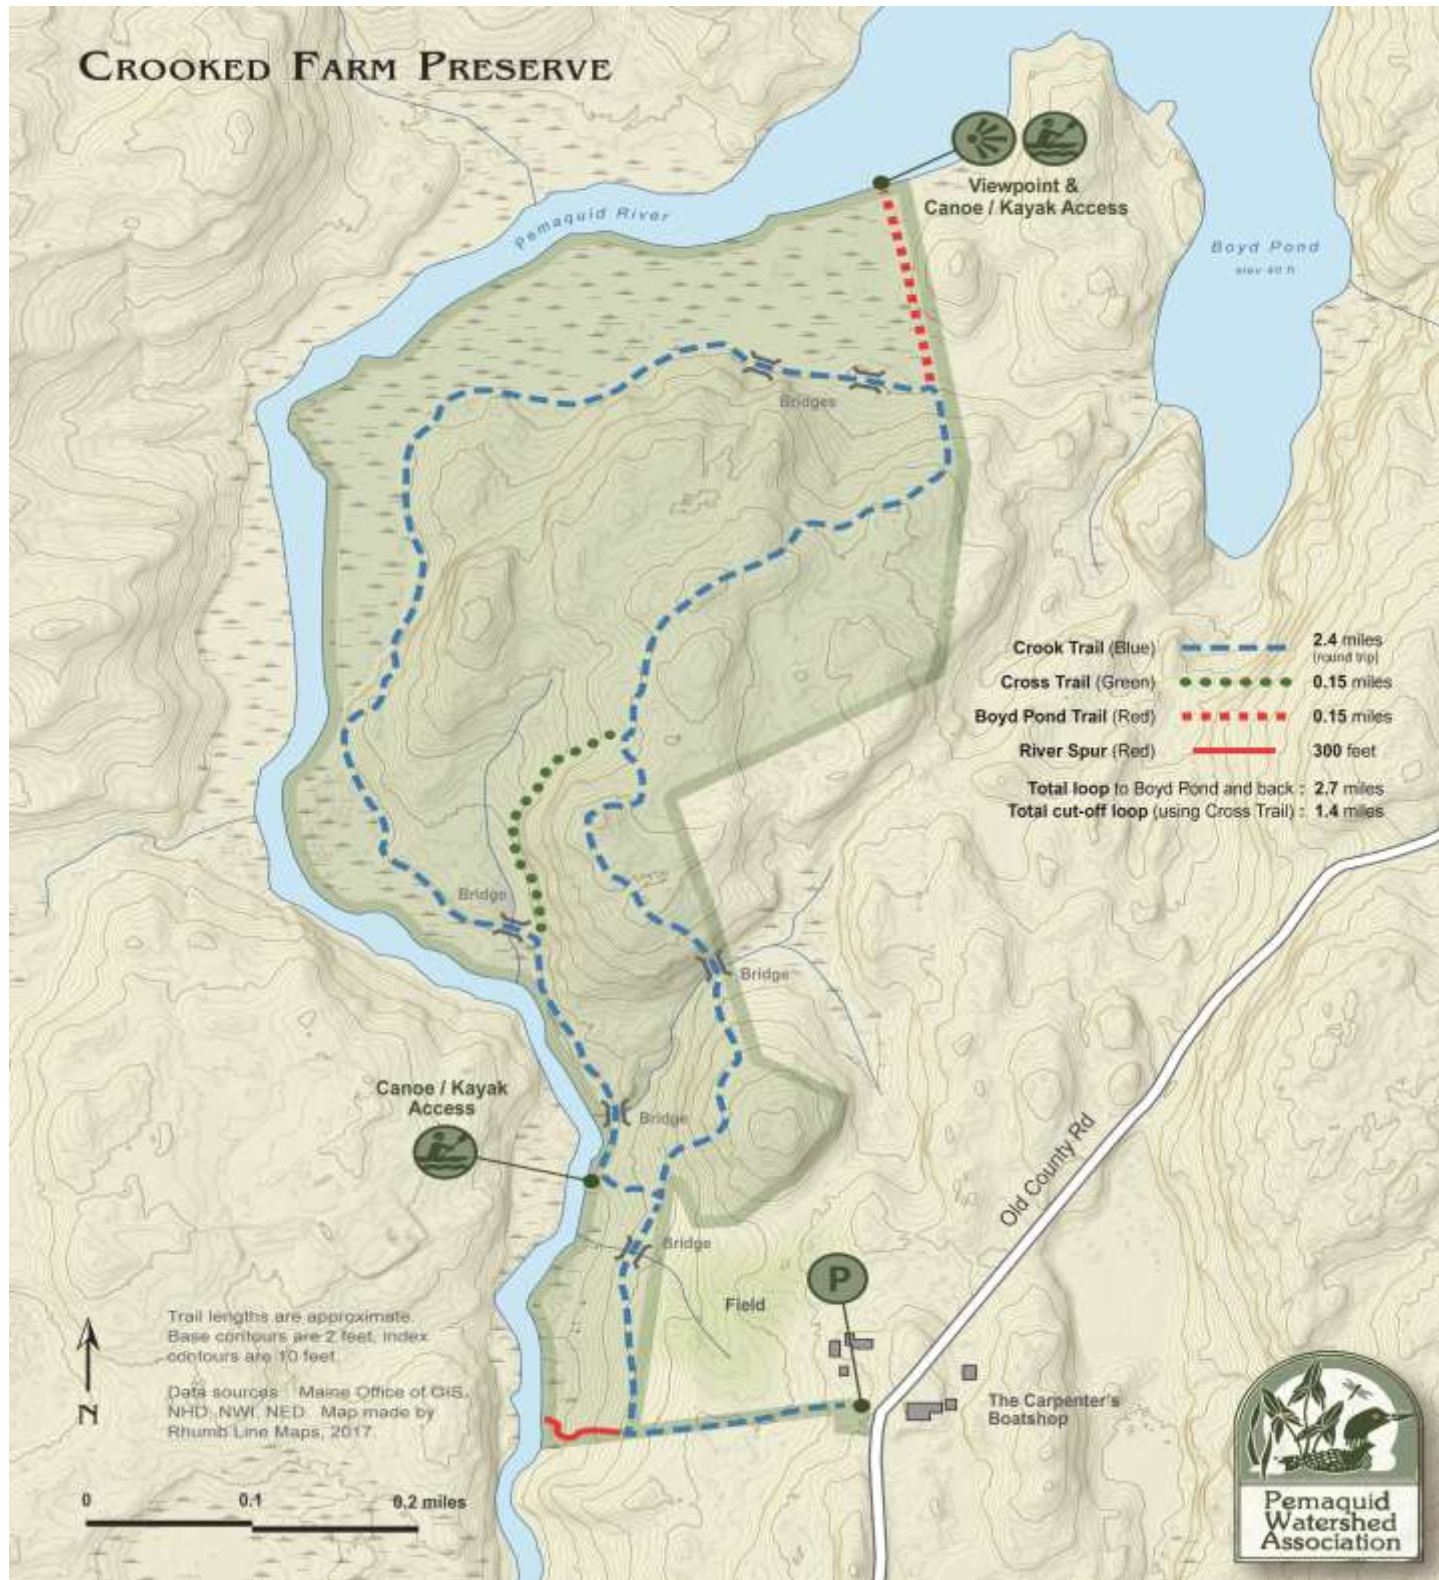 CROOKED FARM PRESERVE
Viewpoint &
Canoe / Kayak Access
Pemaquid River
Boyd Pond
elev 60 ft
Bridges
Crook Trail (Blue) 2.4 miles
(round trip)
Cross Trail (Green) 0.15 miles
Boyd Pond Trail (Red) 0.15 miles
River Spur (Red) 300 feet
Total loop to Boyd Pond and back : 2.7 miles
Total cut-off loop (using Cross Trail) : 1.4 miles
Bridge
Bridge
Canoe / Kayak
Access
Bridge
Old County Rd
Bridge
P
Field
Trail lengths are approximate.
Base contours are 2 feet, index
contours are 10 feet.
Data sources: Maine Office of GIS,
NHD, NWI, NED. Map made by
Rhumb Line Maps, 2017.
N
The Carpenter's
Boatshop
0 0.1 0.2 miles
Pemaquid
Watershed
Association